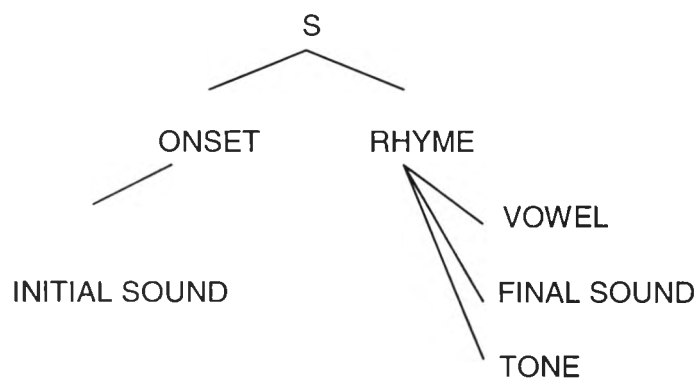 S
ONSET RHYME
VOWEL
INITIAL SOUND FINAL SOUND
TONE